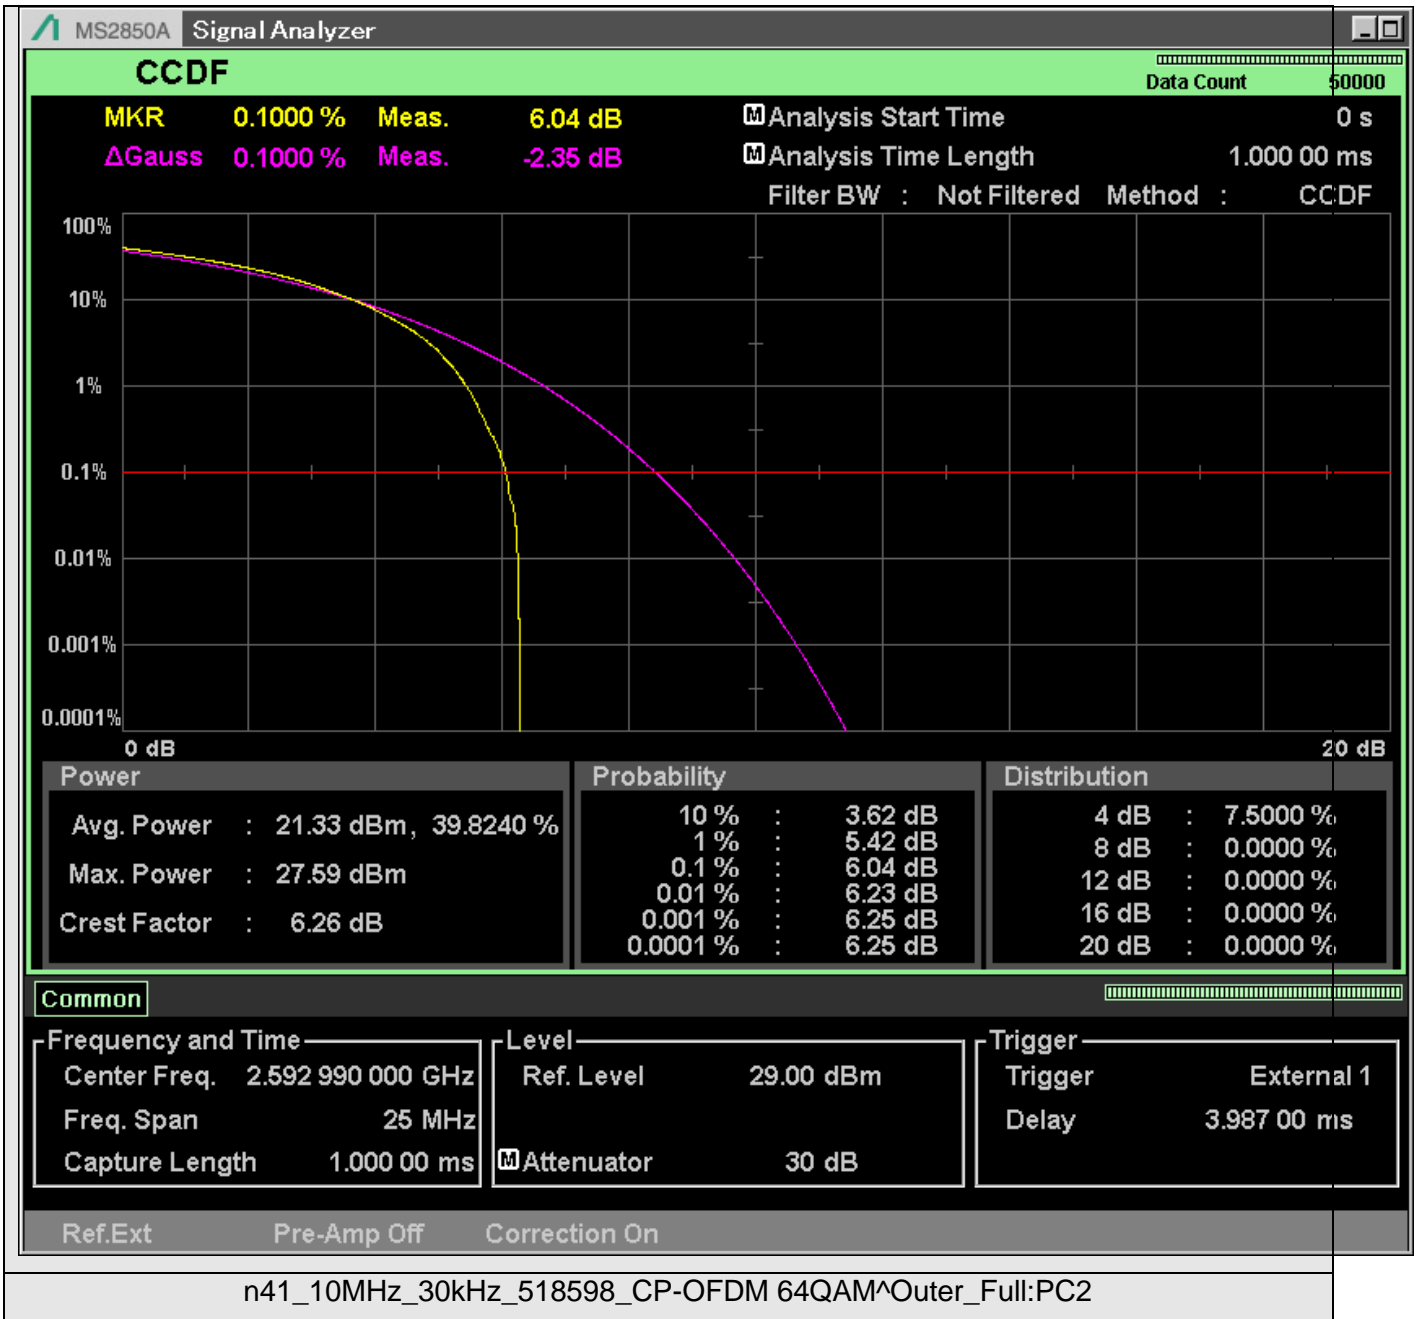 MS2850A Signal Analyzer
CCDF
Data Count 50000
MKR 0.1000 % Meas. 6.04 dB
M Analysis Start Time 0 s
ΔGauss 0.1000 % Meas. -2.35 dB
M Analysis Time Length 1.000 00 ms
Filter BW : Not Filtered Method : CCDF
100%
10%
1%
0.1%
0.01%
0.001%
0.0001%
0 dB 20 dB
Power
Avg. Power : 21.33 dBm, 39.8240 %
Max. Power : 27.59 dBm
Crest Factor : 6.26 dB
Probability
10 % : 3.62 dB
1 % : 5.42 dB
0.1 % : 6.04 dB
0.01 % : 6.23 dB
0.001 % : 6.25 dB
0.0001 % : 6.25 dB
Distribution
4 dB : 7.5000 %
8 dB : 0.0000 %
12 dB : 0.0000 %
16 dB : 0.0000 %
20 dB : 0.0000 %
Common
Frequency and Time
Center Freq. 2.592 990 000 GHz
Freq. Span 25 MHz
Capture Length 1.000 00 ms
Level
Ref. Level 29.00 dBm
M Attenuator 30 dB
Trigger
Trigger External 1
Delay 3.987 00 ms
Ref.Ext Pre-Amp Off Correction On
n41_10MHz_30kHz_518598_CP-OFDM 64QAM^Outer_Full:PC2